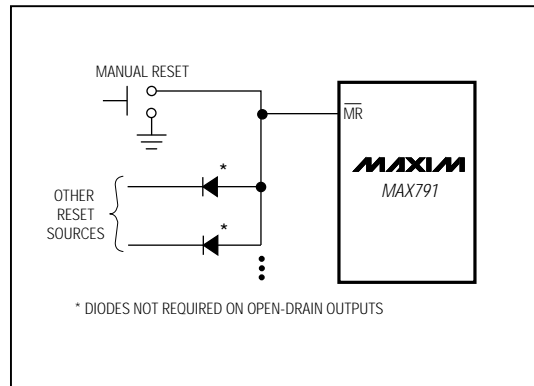 MANUAL RESET
MR
MAXIM
MAX791
*
OTHER
RESET
SOURCES
*
* DIODES NOT REQUIRED ON OPEN-DRAIN OUTPUTS